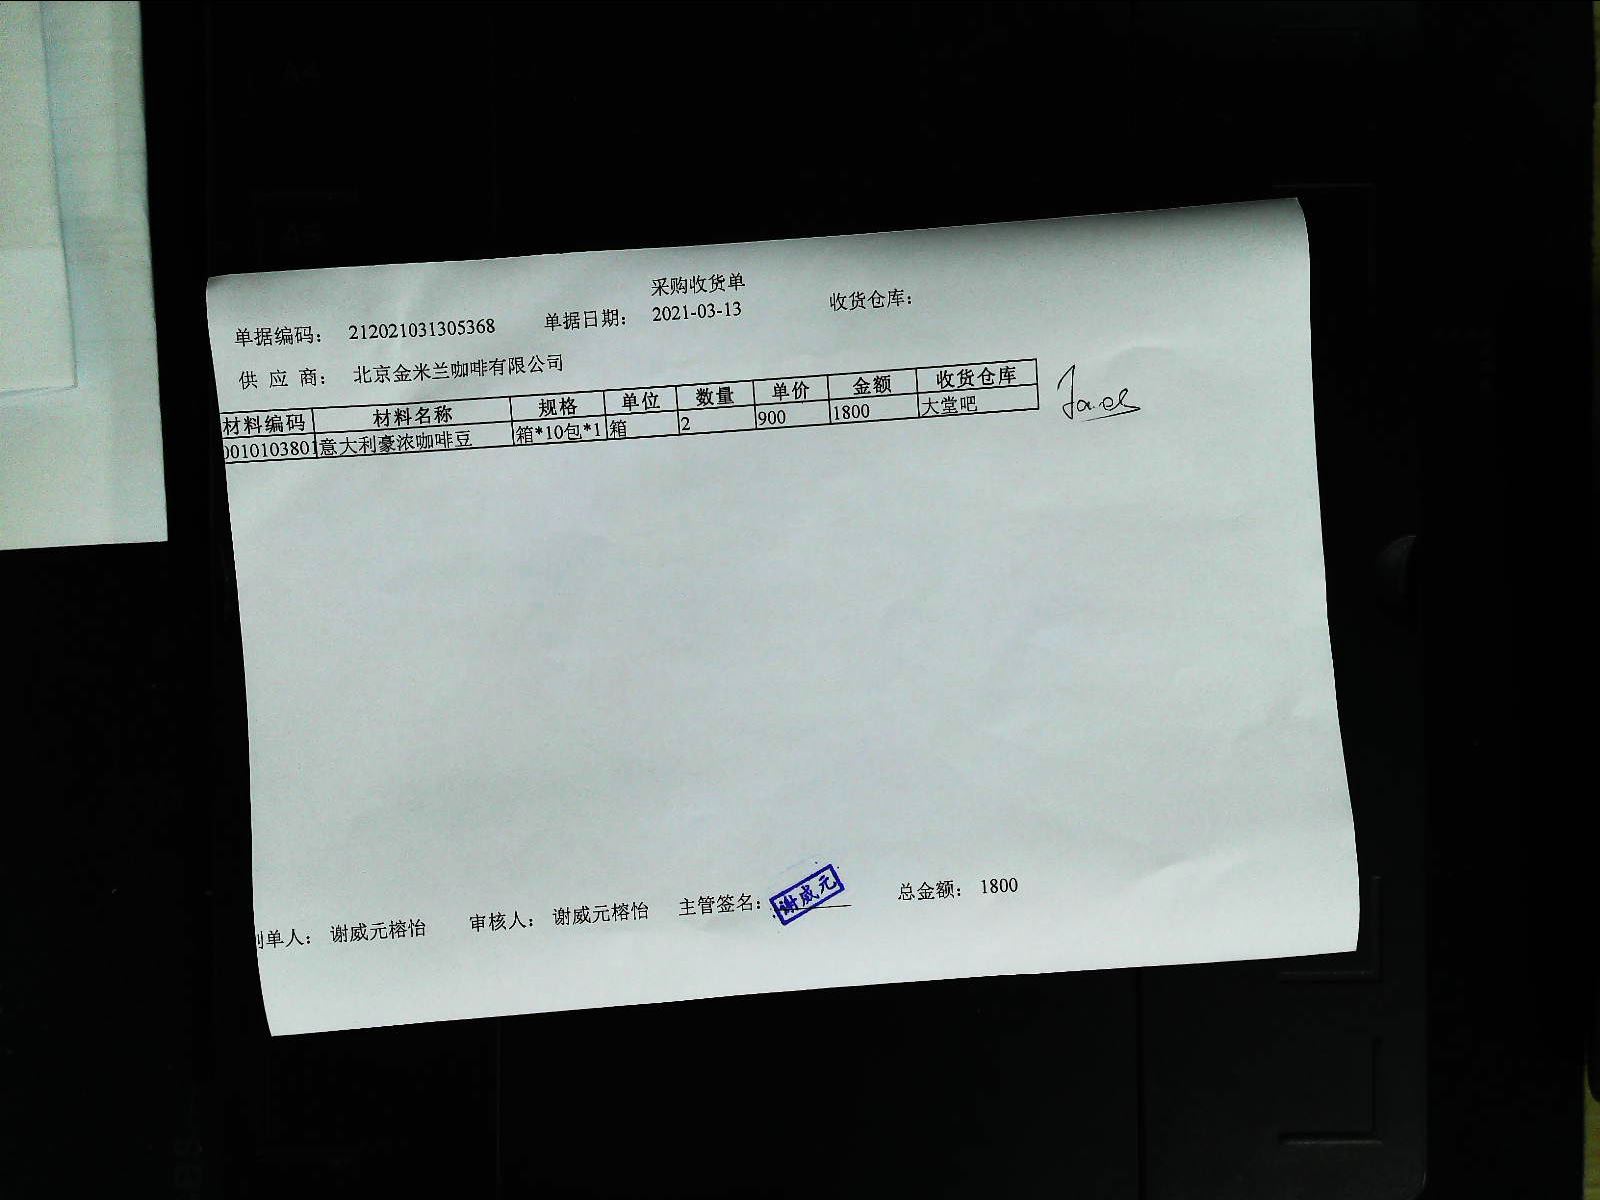 采购收货单
单据编码： 212021031305368 单据日期： 2021-03-13 收货仓库：
供 应 商： 北京金米兰咖啡有限公司
材料编码 材料名称 规格 单位 数量 单价 金额 收货仓库
0010103801 意大利豪浓咖啡豆 箱*10包*1 箱 2 900 1800 大堂吧
制单人： 谢威元榕怡 审核人： 谢威元榕怡 主管签名： 谢威元 总金额： 1800